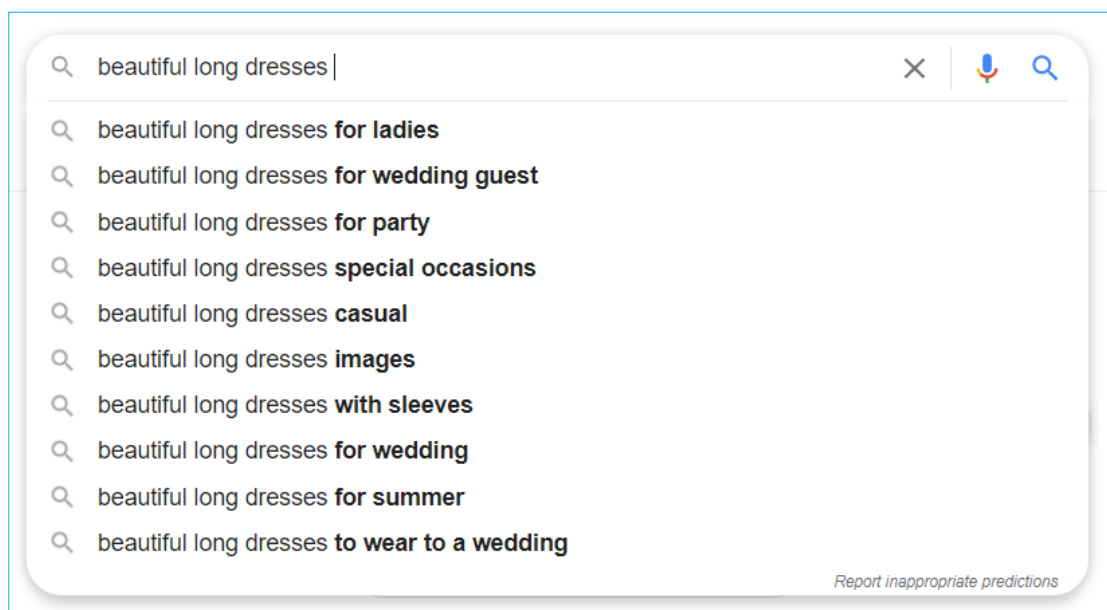 beautiful long dresses
beautiful long dresses for ladies
beautiful long dresses for wedding guest
beautiful long dresses for party
beautiful long dresses special occasions
beautiful long dresses casual
beautiful long dresses images
beautiful long dresses with sleeves
beautiful long dresses for wedding
beautiful long dresses for summer
beautiful long dresses to wear to a wedding
Report inappropriate predictions